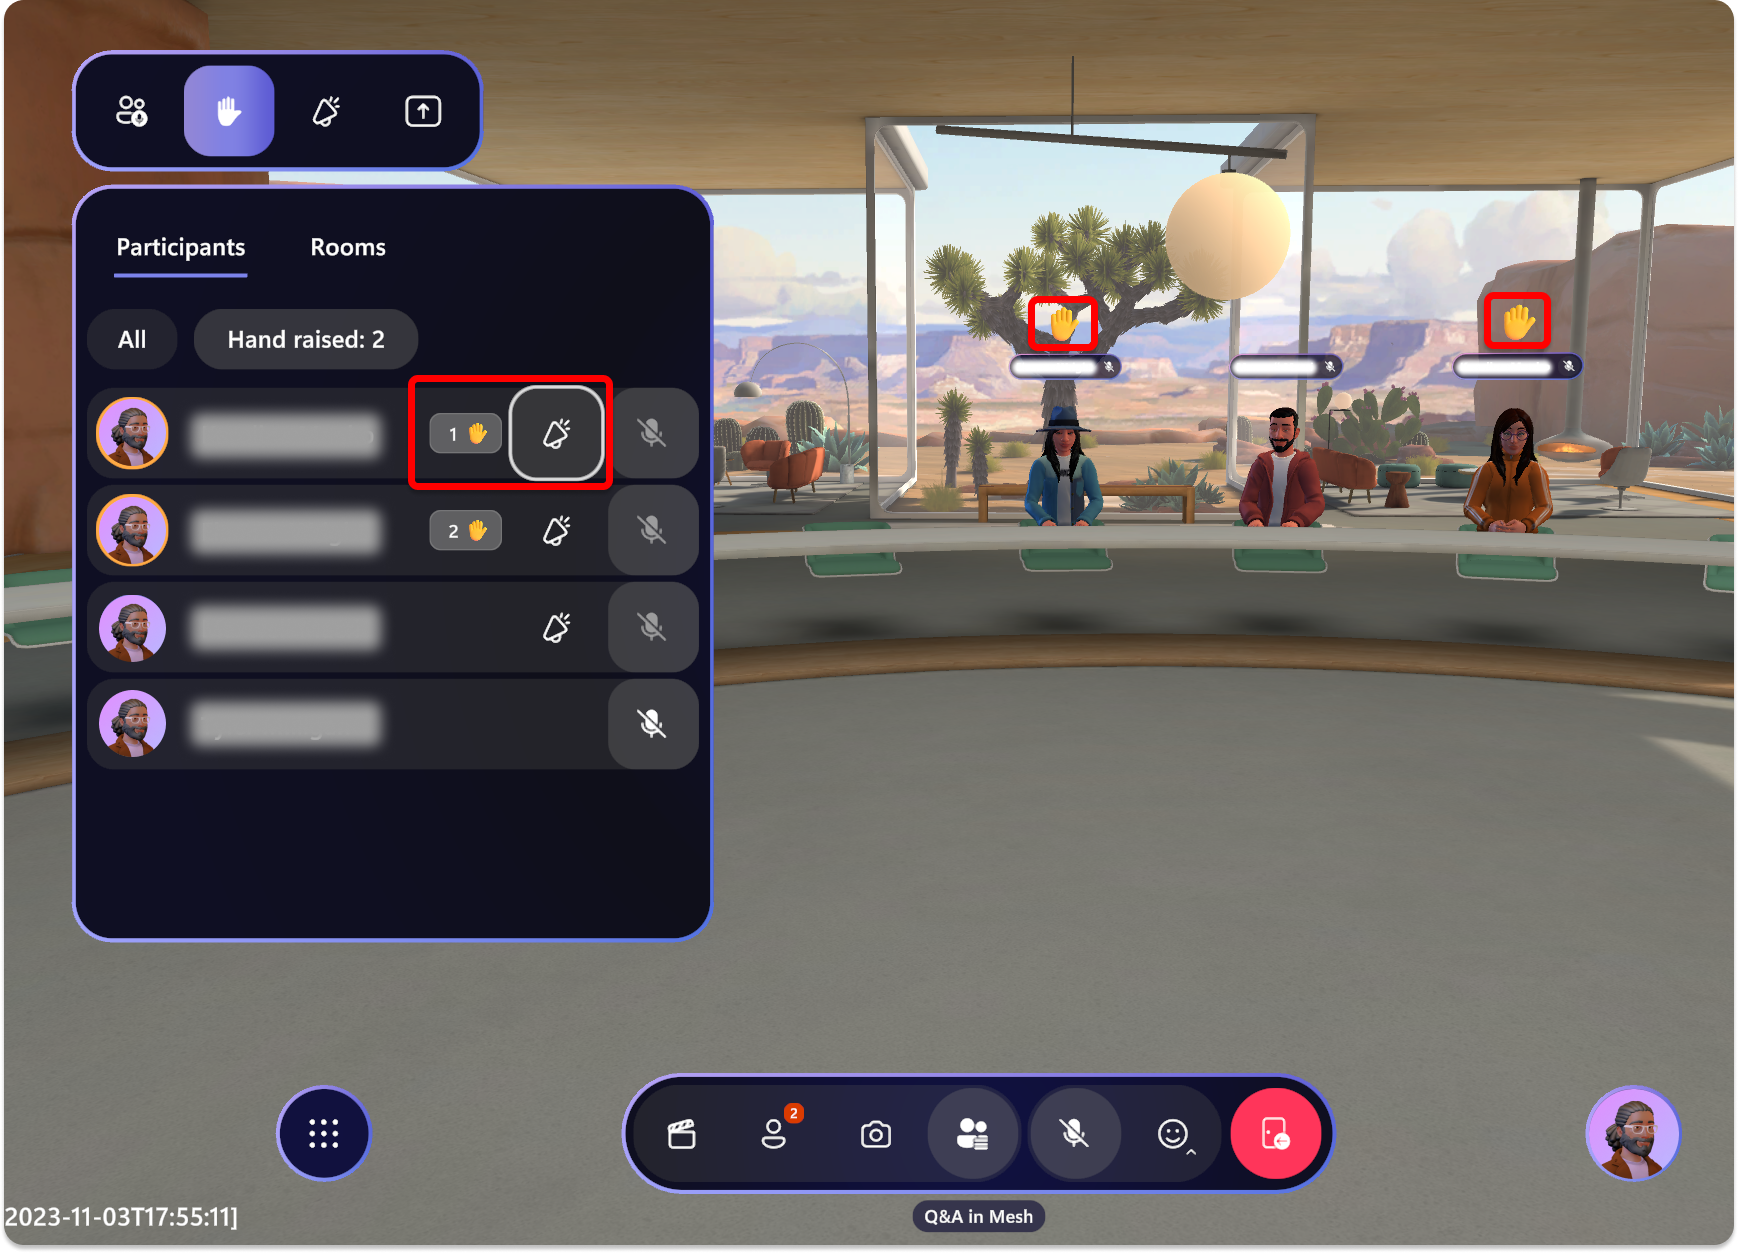 Participants Rooms
All Hand raised: 2
1
2
2
Q&A in Mesh
2023-11-03T17:55:11]